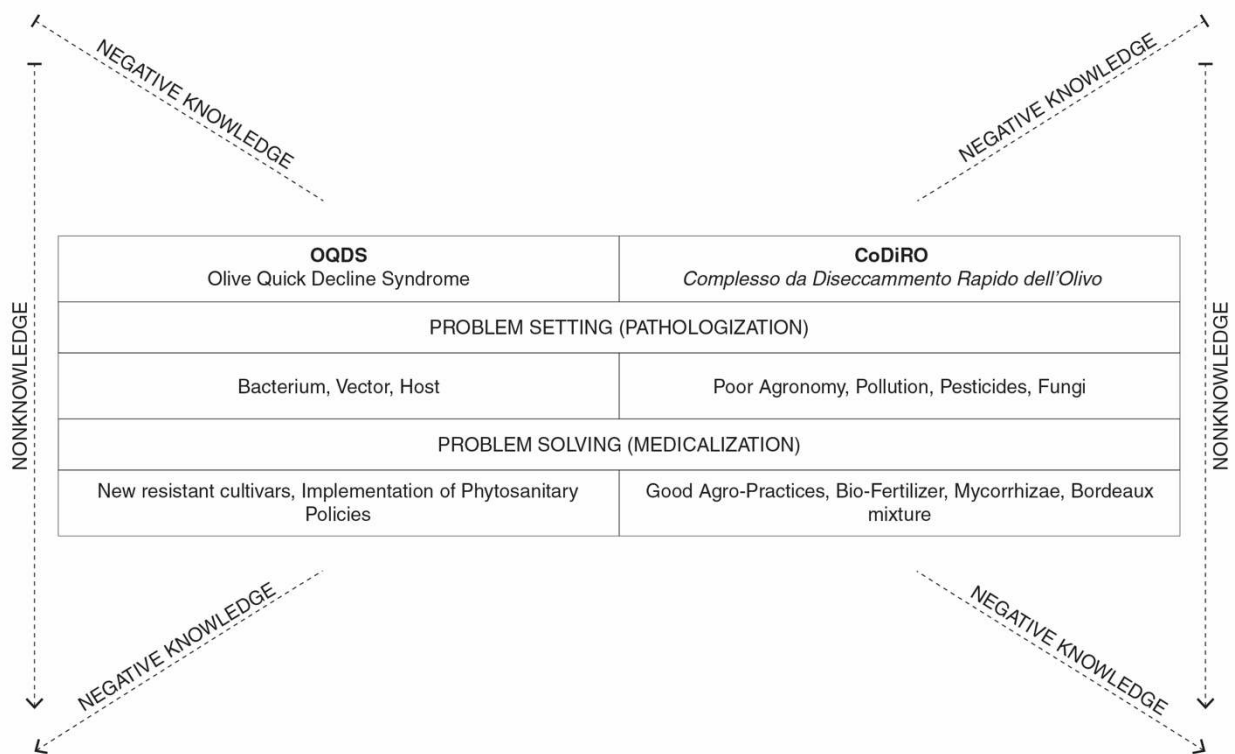 NEGATIVE KNOWLEDGE
NEGATIVE KNOWLEDGE
NONKNOWLEDGE
OQDS
Olive Quick Decline Syndrome
CoDiRO
Complesso da Diseccammento Rapido dell'Olivo
PROBLEM SETTING (PATHOLOGIZATION)
Bacterium, Vector, Host
Poor Agronomy, Pollution, Pesticides, Fungi
PROBLEM SOLVING (MEDICALIZATION)
New resistant cultivars, Implementation of Phytosanitary
Policies
Good Agro-Practices, Bio-Fertilizer, Mycorrhizae, Bordeaux
mixture
NONKNOWLEDGE
NEGATIVE KNOWLEDGE
NEGATIVE KNOWLEDGE